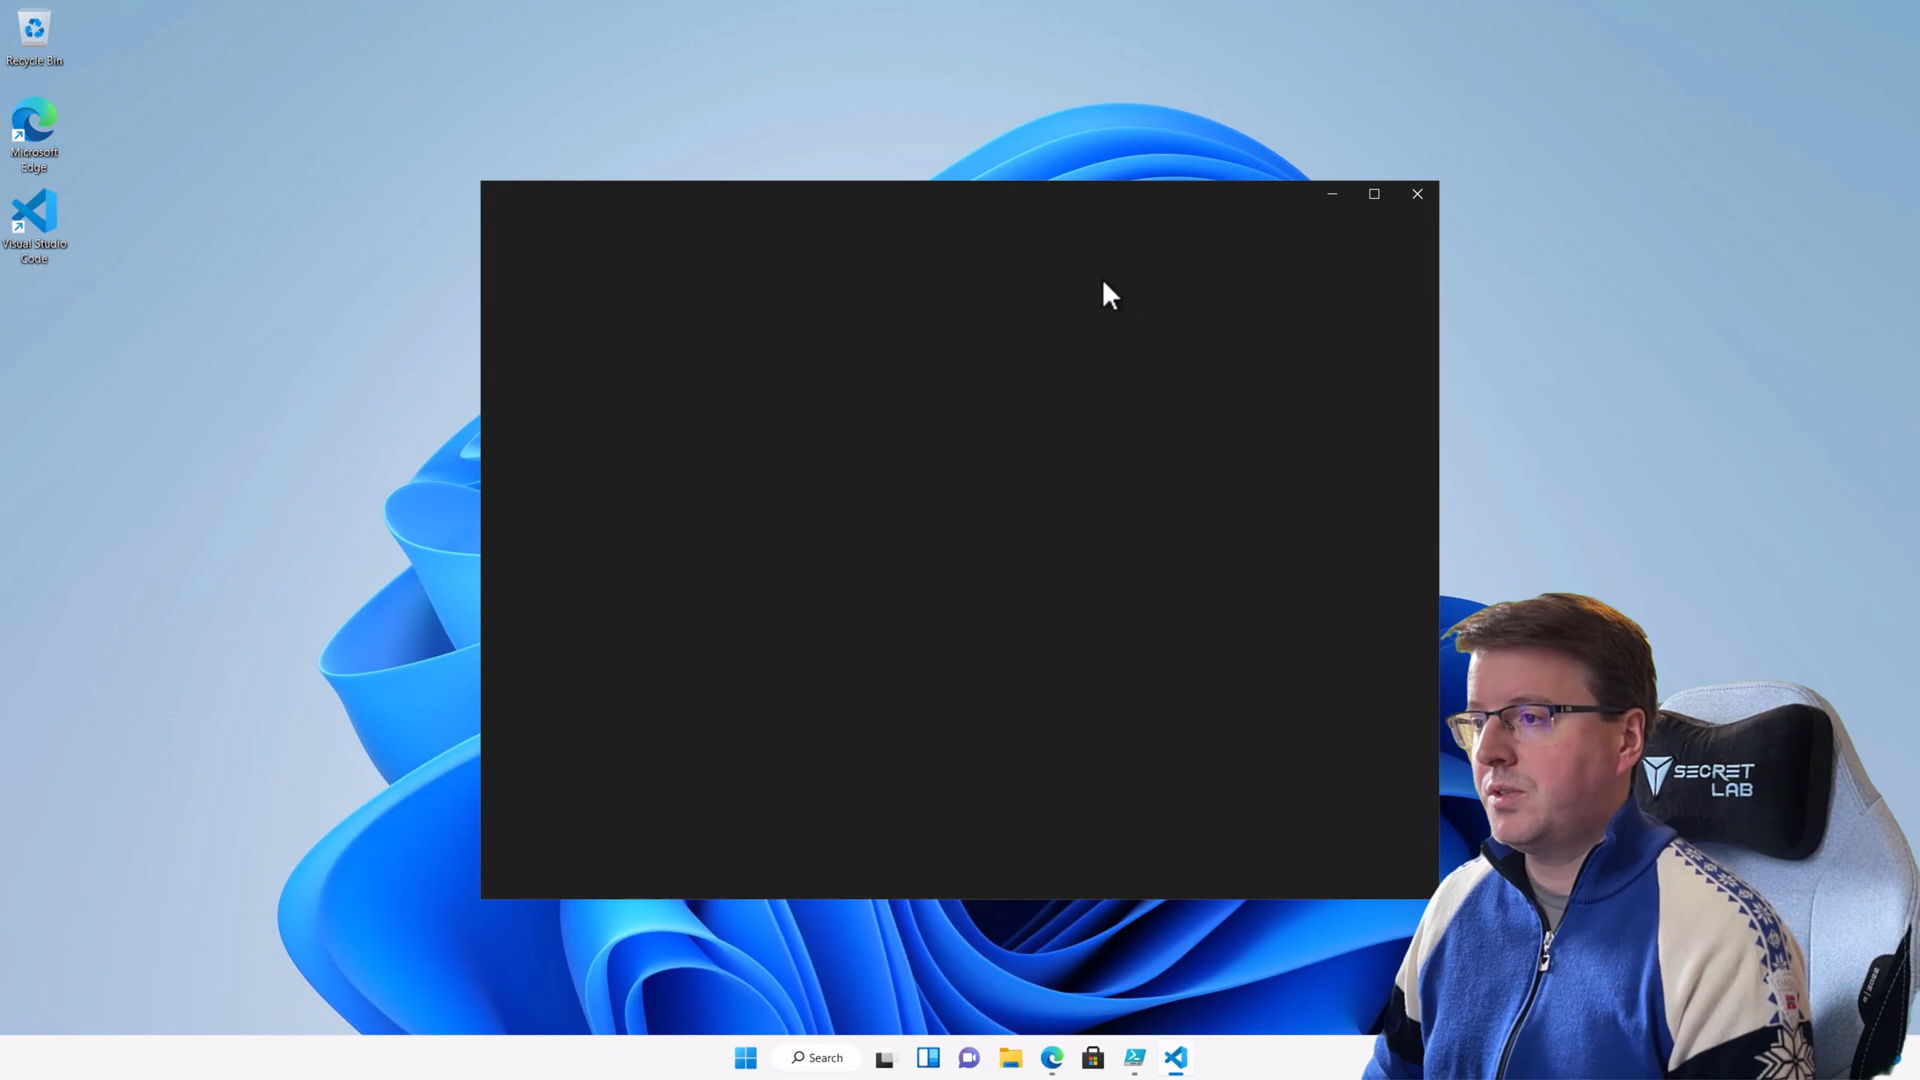 Recycle Bin
Microsoft
Edge
Visual Studio
Code
SECRET
LAB
Search